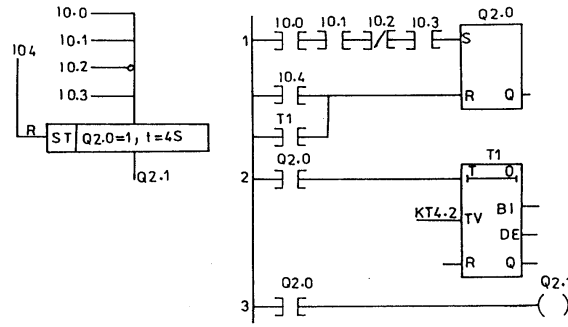 I0.0
I0.1
I0.4
I0.2
I0.3
R ST Q2.0=1, t=4S
Q2.1
1 I0.0 I0.1 I0.2 I0.3 S Q2.0
I0.4 R Q
T1
2 Q2.0 T1
T 0
KT4.2 TV BI
DE
R Q
3 Q2.0 Q2.1